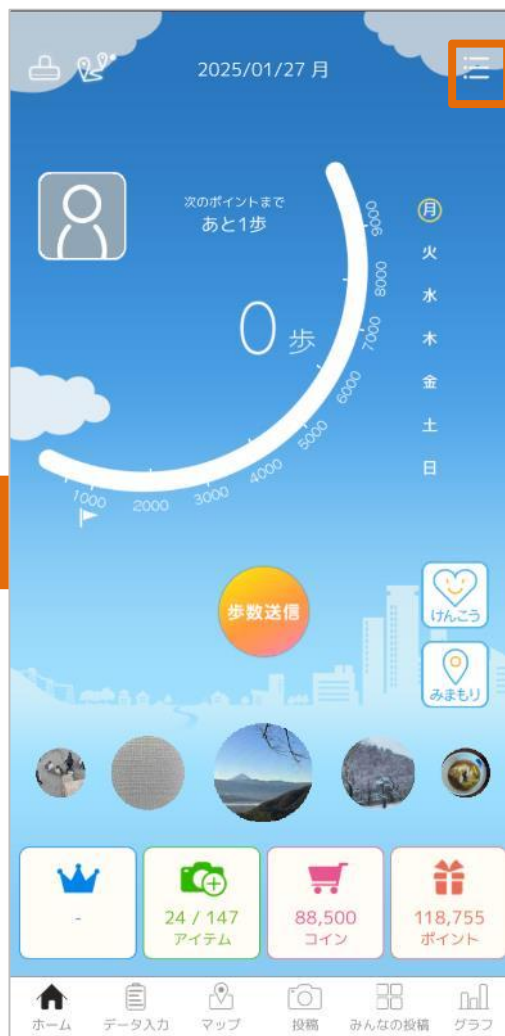 2025/01/27 月
次のポイントまで
あと1歩
0 歩
9000
8000
7000
6000
5000
4000
3000
2000
1000
月
火
水
木
金
土
日
歩数送信
けんこう
みまもり
-
24 / 147
アイテム
88,500
コイン
118,755
ポイント
ホーム
データ入力
マップ
投稿
みんなの投稿
グラフ